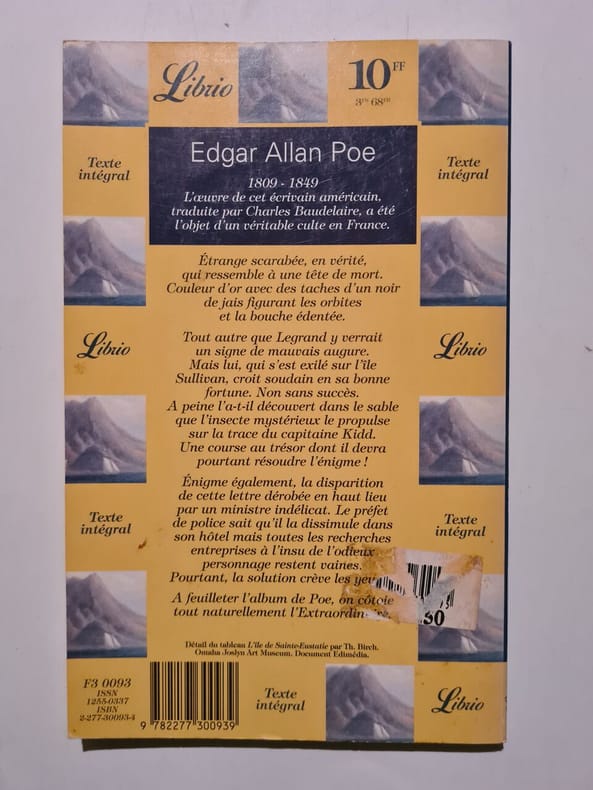 Librio
10FF
3TTC 68TTC
Texte
intégral
Edgar Allan Poe
Texte
intégral
1809 - 1849
L'œuvre de cet écrivain américain,
traduite par Charles Baudelaire, a été
l'objet d'un véritable culte en France.
Étrange scarabée, en vérité,
qui ressemble à une tête de mort.
Couleur d'or avec des taches d'un noir
de jais figurant les orbites
et la bouche édentée.
Librio
Librio
Tout autre que Legrand y verrait
un signe de mauvais augure.
Mais lui, qui s'est exilé sur l'île
Sullivan, croit soudain en sa bonne
fortune. Non sans succès.
A peine l'a-t-il découvert dans le sable
que l'insecte mystérieux le propulse
sur la trace du capitaine Kidd.
Une course au trésor dont il devra
pourtant résoudre l'énigme !
Énigme également, la disparition
de cette lettre dérobée en haut lieu
par un ministre indélicat. Le préfet
de police sait qu'il la dissimule dans
son hôtel mais toutes les recherches
entreprises à l'insu de l'odieux
personnage restent vaines.
Pourtant, la solution crève les
Texte
intégral
Texte
intégral
A feuilleter l'album de Poe, on côtoie
tout naturellement
Détail du tableau L'île de Sainte-Eustatie par Th. Birch.
Omaha Joslyn Art Museum. Document Edimédia.
F3 0093
ISSN
1255-0337
ISBN
2-277-30093-4
9 782277 300939
Texte
intégral
Librio